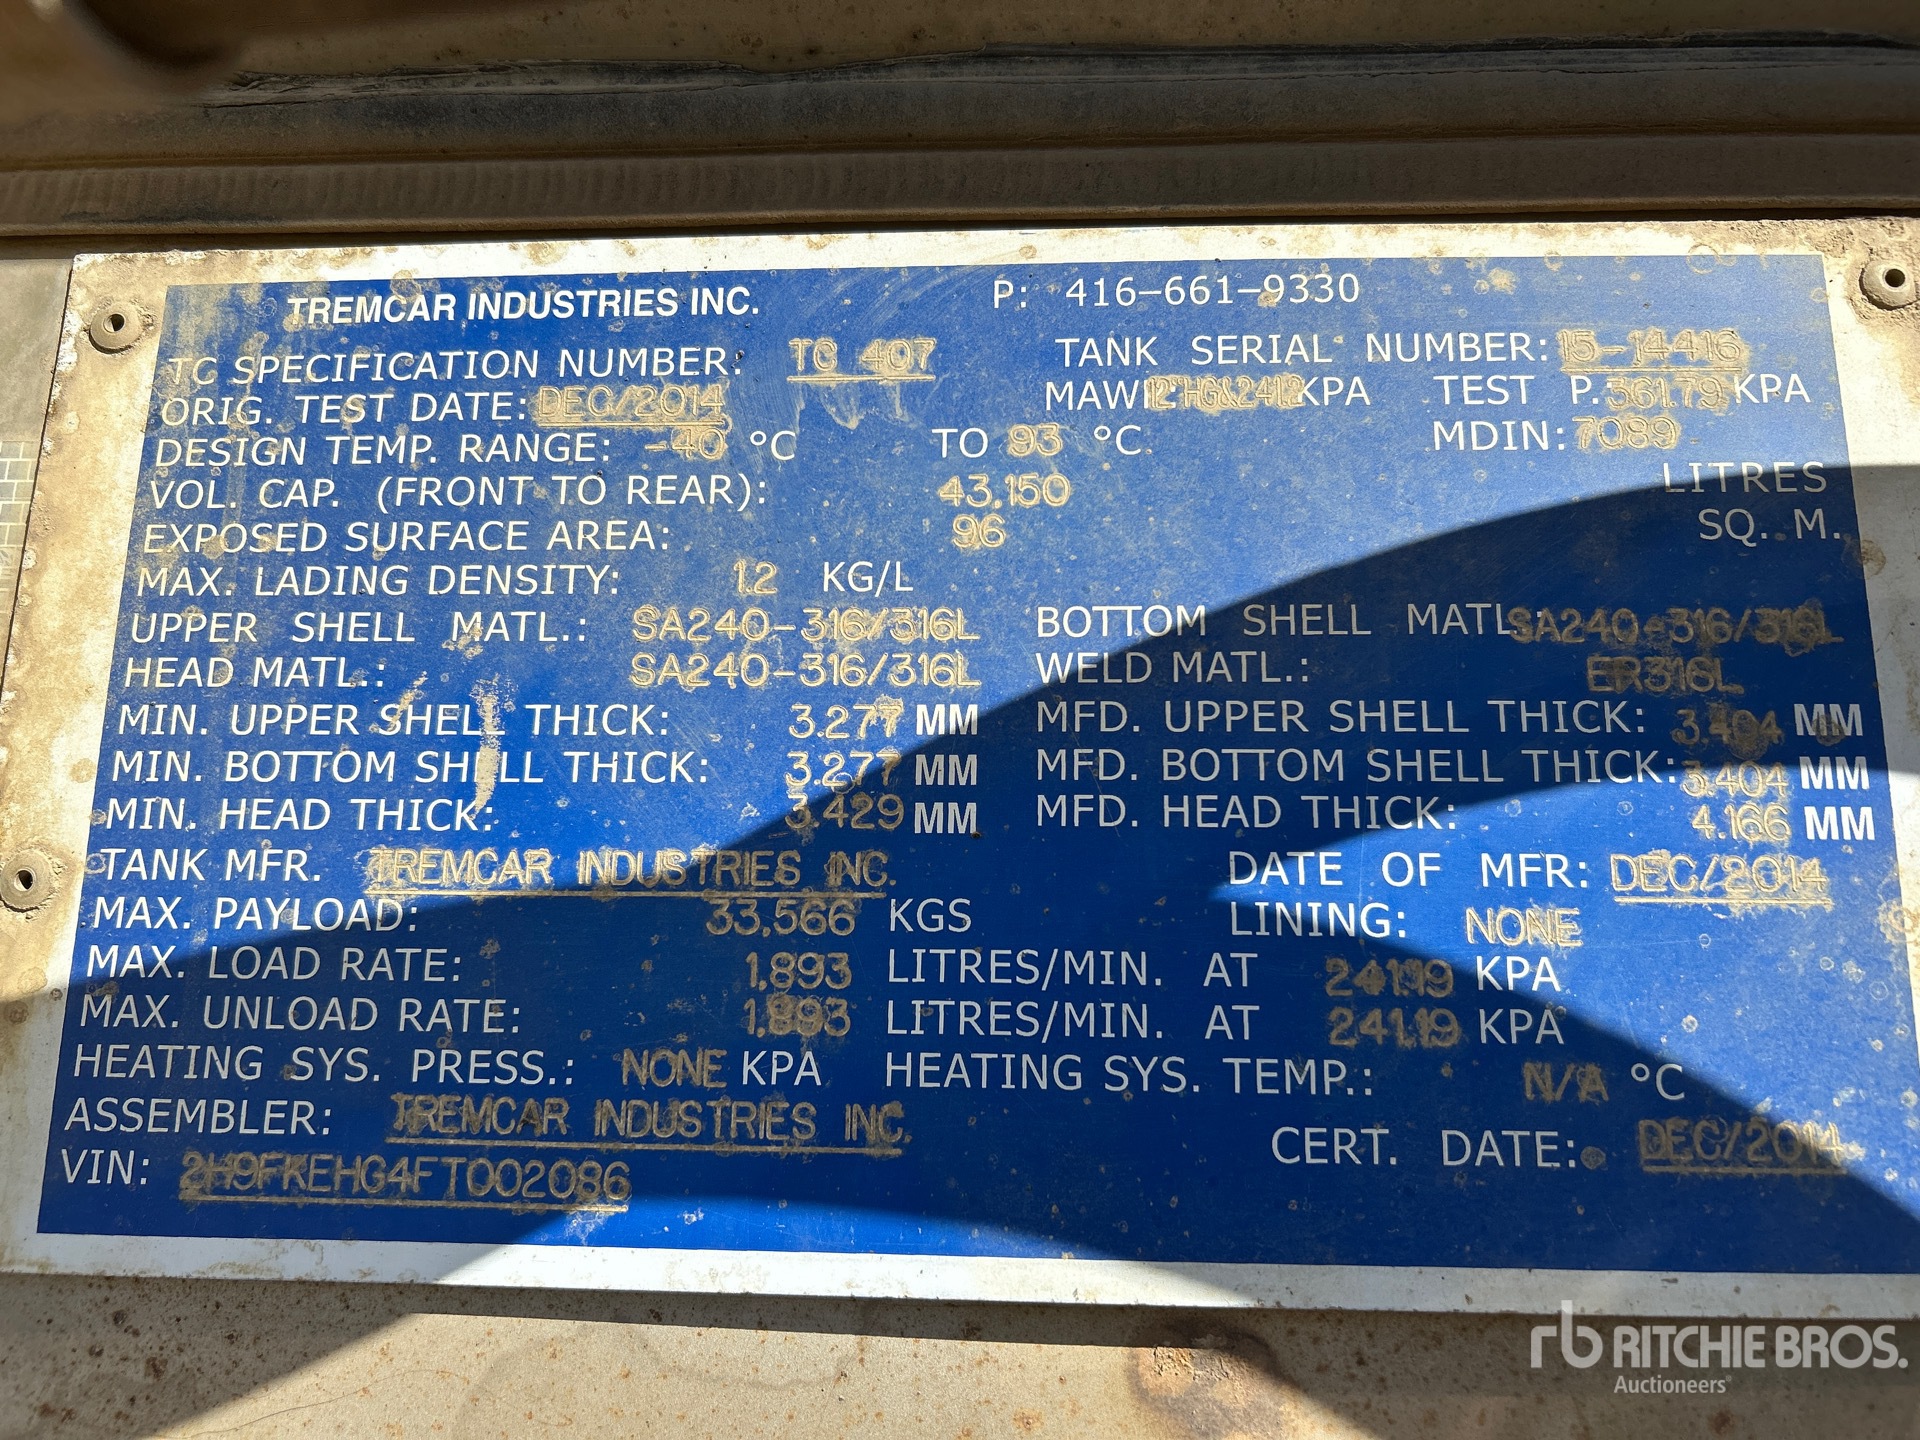 TREMCAR INDUSTRIES INC. P: 416-661-9330
TC SPECIFICATION NUMBER: TC 407 TANK SERIAL NUMBER: 15-14416
ORIG. TEST DATE: DEC/2014 MAWP: 12"HG&241.2 KPA TEST P. 361.79 KPA
DESIGN TEMP. RANGE: -40 °C TO 93 °C MDIN: 7089
VOL. CAP. (FRONT TO REAR): 43,150 LITRES
EXPOSED SURFACE AREA: 96 SQ. M.
MAX. LADING DENSITY: 1.2 KG/L
UPPER SHELL MATL.: SA240-316/316L BOTTOM SHELL MATL: SA240-316/316L
HEAD MATL.: SA240-316/316L WELD MATL.: ER316L
MIN. UPPER SHELL THICK: 3.277 MM MFD. UPPER SHELL THICK: 3.404 MM
MIN. BOTTOM SHELL THICK: 3.277 MM MFD. BOTTOM SHELL THICK: 3.404 MM
MIN. HEAD THICK: 3.429 MM MFD. HEAD THICK: 4.166 MM
TANK MFR. TREMCAR INDUSTRIES INC. DATE OF MFR: DEC/2014
MAX. PAYLOAD: 33,566 KGS LINING: NONE
MAX. LOAD RATE: 1,893 LITRES/MIN. AT 241.19 KPA
MAX. UNLOAD RATE: 1,893 LITRES/MIN. AT 241.19 KPA
HEATING SYS. PRESS.: NONE KPA HEATING SYS. TEMP.: N/A °C
ASSEMBLER: TREMCAR INDUSTRIES INC. CERT. DATE: DEC/2014
VIN: 2H9FKEHG4FT002086
rb RITCHIE BROS.
Auctioneers